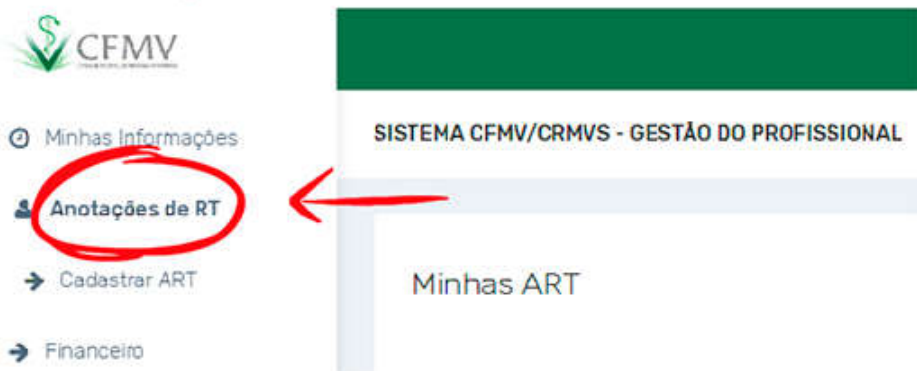 CFMV
Minhas Informações
Anotações de RT
Cadastrar ART
Financeiro
SISTEMA CFMV/CRMVS - GESTÃO DO PROFISSIONAL
Minhas ART